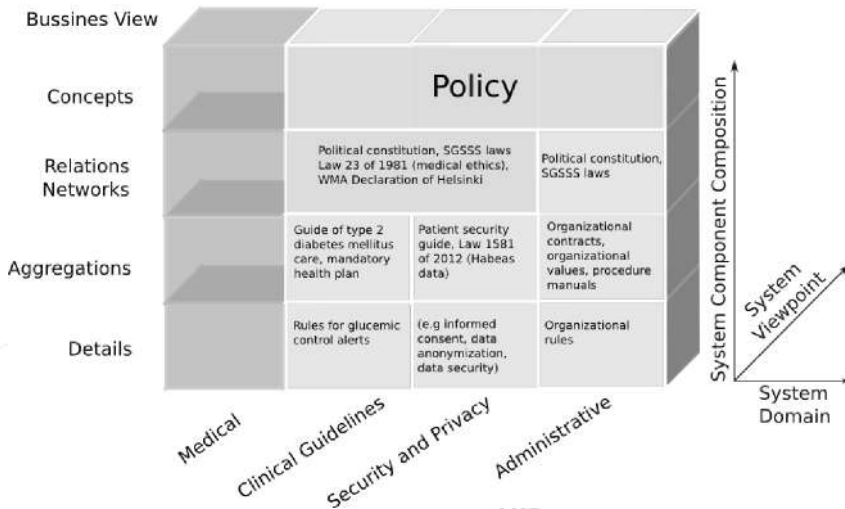 Bussines View
Concepts
Policy
Relations
Networks
Political constitution, SGSSS laws
Law 23 of 1981 (medical ethics),
WMA Declaration of Helsinki
Political constitution,
SGSSS laws
Aggregations
Guide of type 2
diabetes mellitus
care, mandatory
health plan
Patient security
guide, Law 1581
of 2012 (Habeas
data)
Organizational
contracts,
organizational
values, procedure
manuals
Details
Rules for glucemic
control alerts
(e.g informed
consent, data
anonymization,
data security)
Organizational
rules
Medical
Clinical Guidelines
Security and Privacy
Administrative
System Component Composition
System
Viewpoint
System
Domain